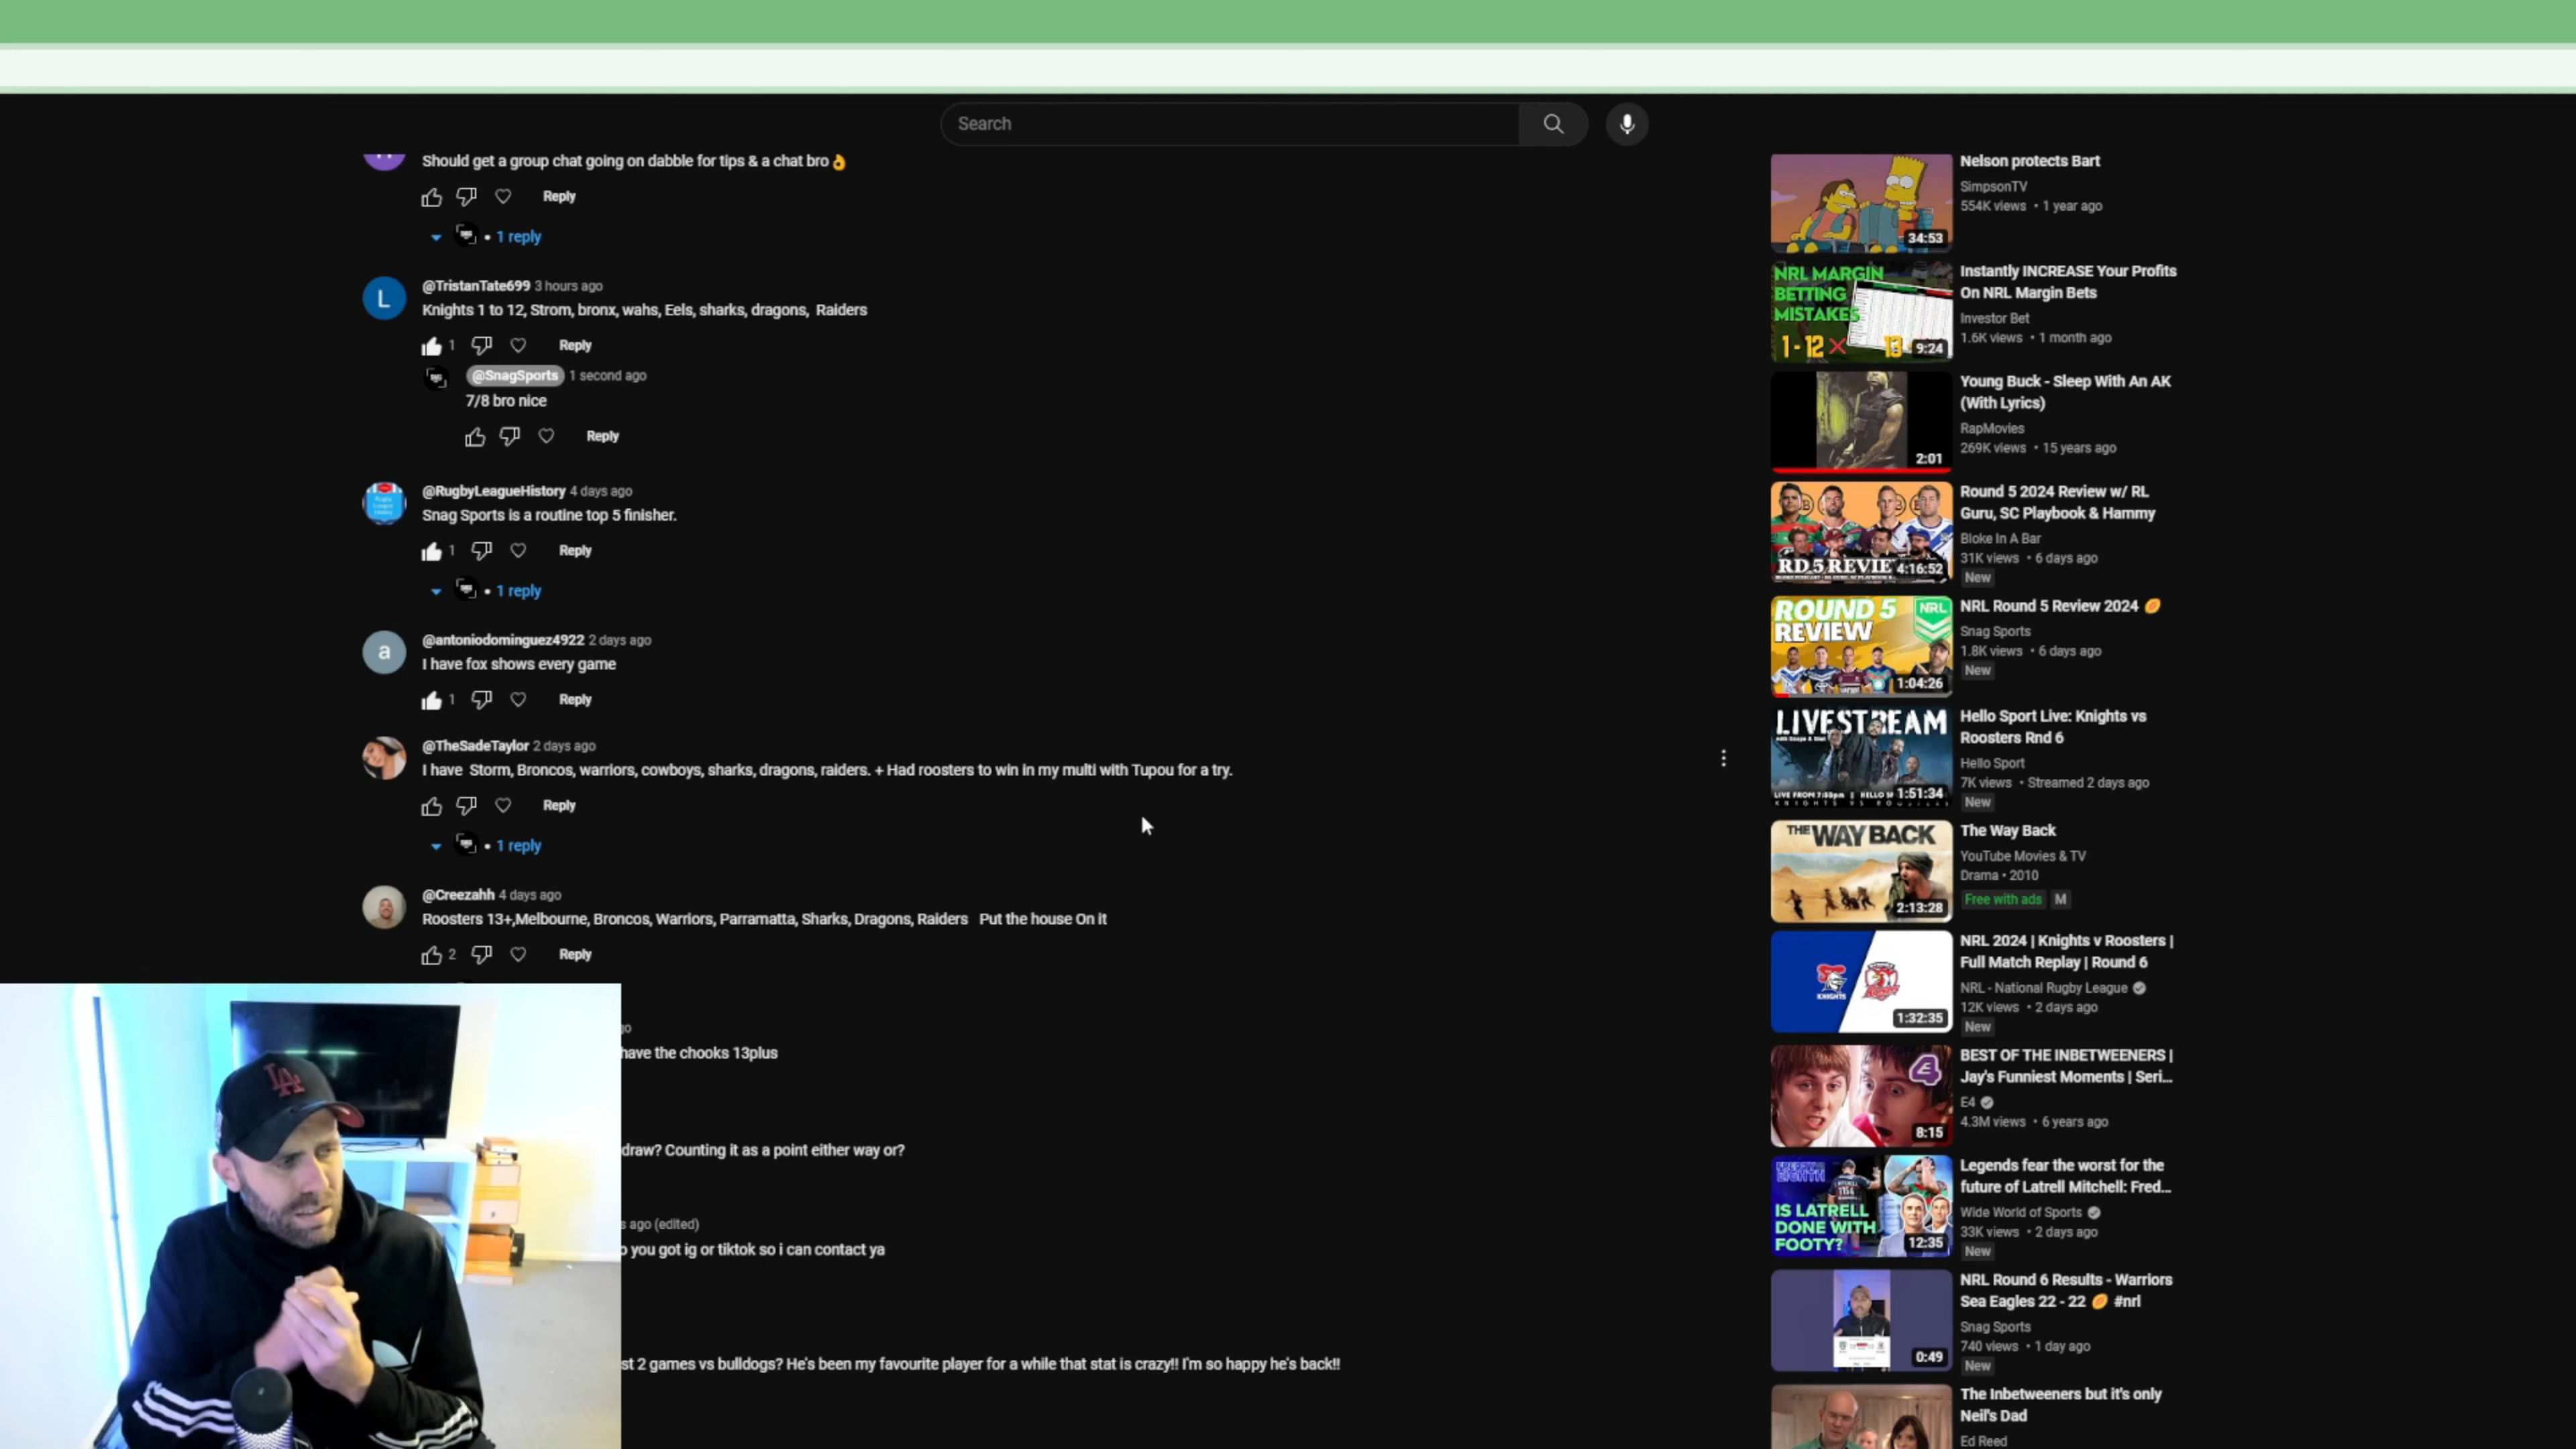 Search
Should get a group chat going on dabble for tips & a chat bro👌
Reply
1 reply
L
@TristanTate699 3 hours ago
Knights 1 to 12, Strom, bronx, wahs, Eels, sharks, dragons, Raiders
1
Reply
@SnagSports 1 second ago
7/8 bro nice
Reply
@RugbyLeagueHistory 4 days ago
Snag Sports is a routine top 5 finisher.
1
Reply
1 reply
a
@antoniodominguez4922 2 days ago
I have fox shows every game
1
Reply
@TheSadeTaylor 2 days ago
I have Storm, Broncos, warriors, cowboys, sharks, dragons, raiders. + Had roosters to win in my multi with Tupou for a try.
Reply
1 reply
@Creezahh 4 days ago
Roosters 13+,Melbourne, Broncos, Warriors, Parramatta, Sharks, Dragons, Raiders Put the house On it
2
Reply
have the chooks 13plus
draw? Counting it as a point either way or?
s ago (edited)
o you got ig or tiktok so i can contact ya
st 2 games vs bulldogs? He's been my favourite player for a while that stat is crazy!! I'm so happy he's back!!
LA
34:53
Nelson protects Bart
SimpsonTV
554K views • 1 year ago
NRL MARGIN
BETTING
MISTAKES
1-12
13
9:24
Instantly INCREASE Your Profits
On NRL Margin Bets
Investor Bet
1.6K views • 1 month ago
2:01
Young Buck - Sleep With An AK
(With Lyrics)
RapMovies
269K views • 15 years ago
RD.5 REVIE
4:16:52
Round 5 2024 Review w/ RL
Guru, SC Playbook & Hammy
Bloke In A Bar
31K views • 6 days ago
New
ROUND 5
REVIEW
NRL
1:04:26
NRL Round 5 Review 2024 🏉
Snag Sports
1.8K views • 6 days ago
New
LIVESTREAM
LIVE FROM 7:55pm | HELLO SP
1:51:34
Hello Sport Live: Knights vs
Roosters Rnd 6
Hello Sport
7K views • Streamed 2 days ago
New
THE WAY BACK
2:13:28
The Way Back
YouTube Movies & TV
Drama • 2010
Free with ads M
KNIGHTS
1:32:35
NRL 2024 | Knights v Roosters |
Full Match Replay | Round 6
NRL - National Rugby League
12K views • 2 days ago
New
8:15
BEST OF THE INBETWEENERS |
Jay's Funniest Moments | Seri...
E4
4.3M views • 6 years ago
IS LATRELL
DONE WITH
FOOTY?
12:35
Legends fear the worst for the
future of Latrell Mitchell: Fred...
Wide World of Sports
33K views • 2 days ago
New
0:49
NRL Round 6 Results - Warriors
Sea Eagles 22 - 22 🏉 #nrl
Snag Sports
740 views • 1 day ago
New
The Inbetweeners but it's only
Neil's Dad
Ed Reed